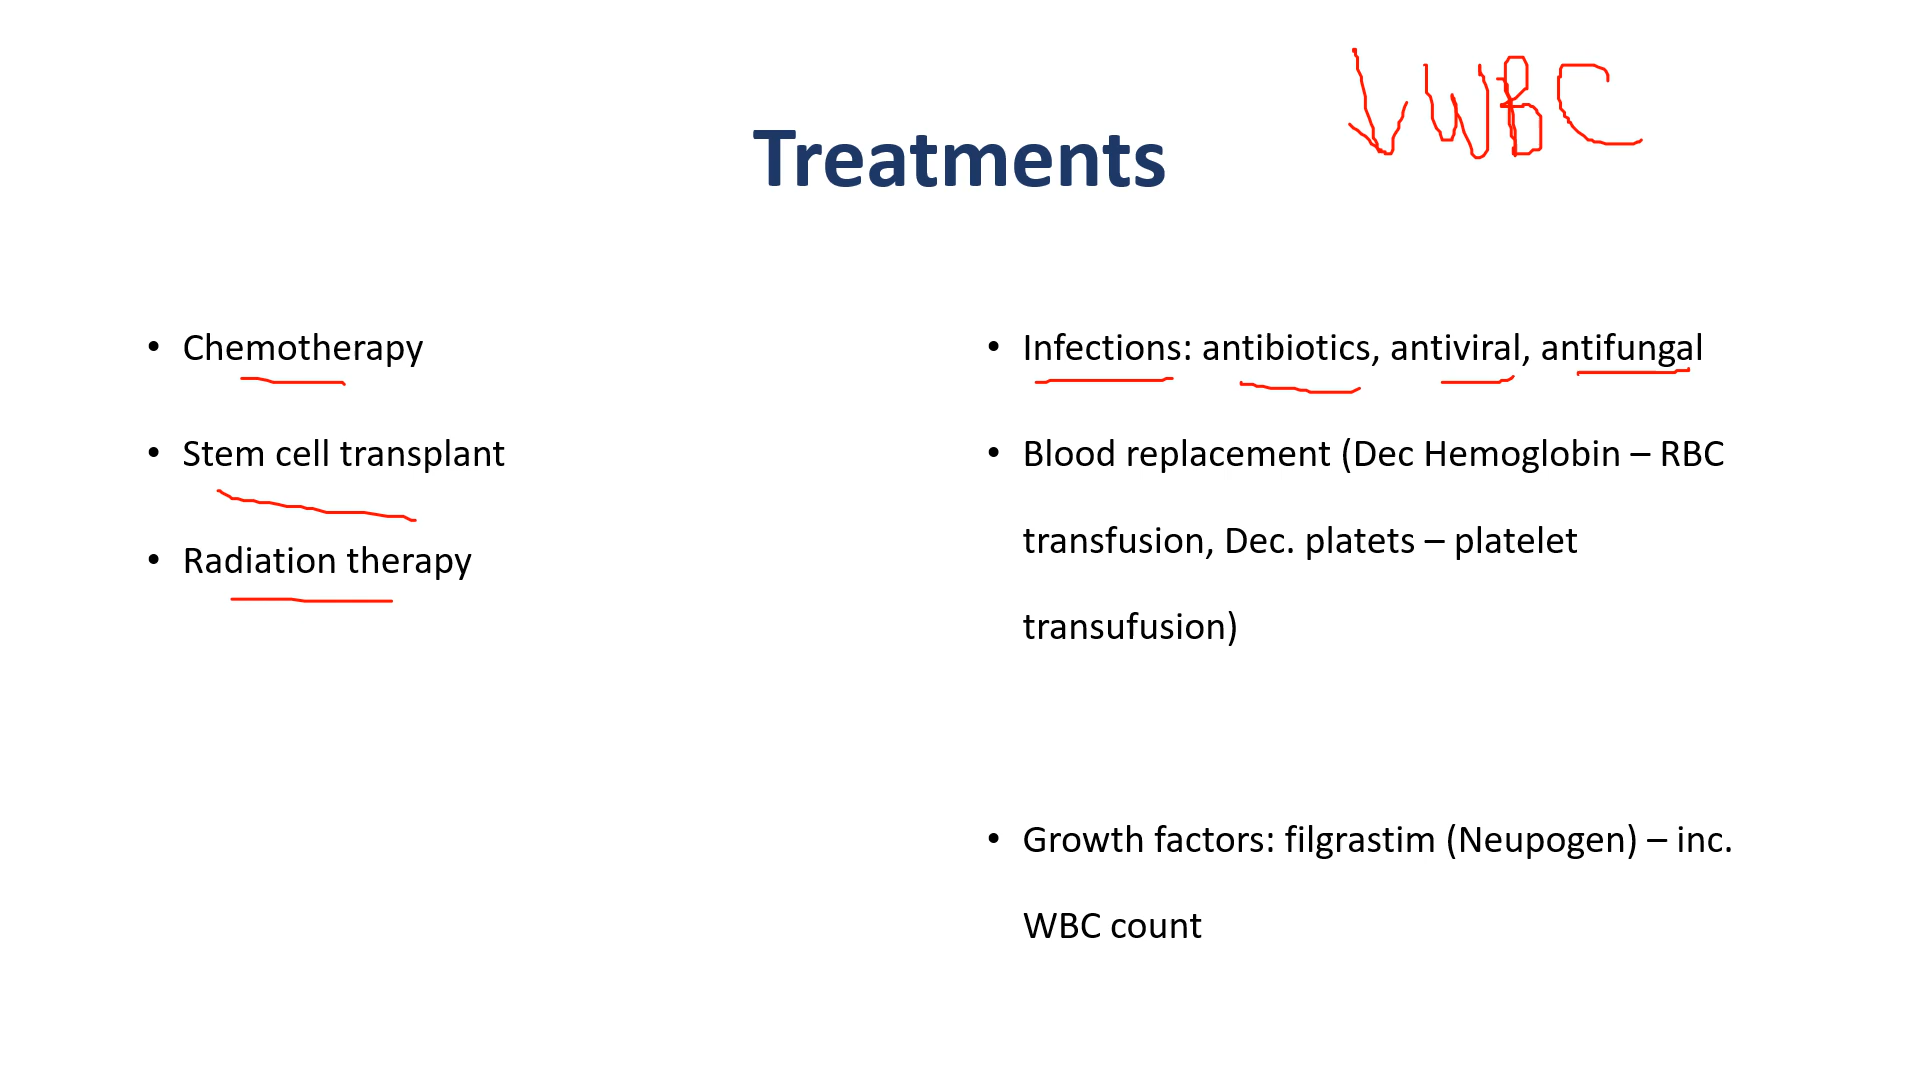 ↓ WBC
Treatments
• Chemotherapy
• Stem cell transplant
• Radiation therapy
• Infections: antibiotics, antiviral, antifungal
• Blood replacement (Dec Hemoglobin – RBC
transfusion, Dec. platets – platelet
transufusion)
• Growth factors: filgrastim (Neupogen) – inc.
WBC count